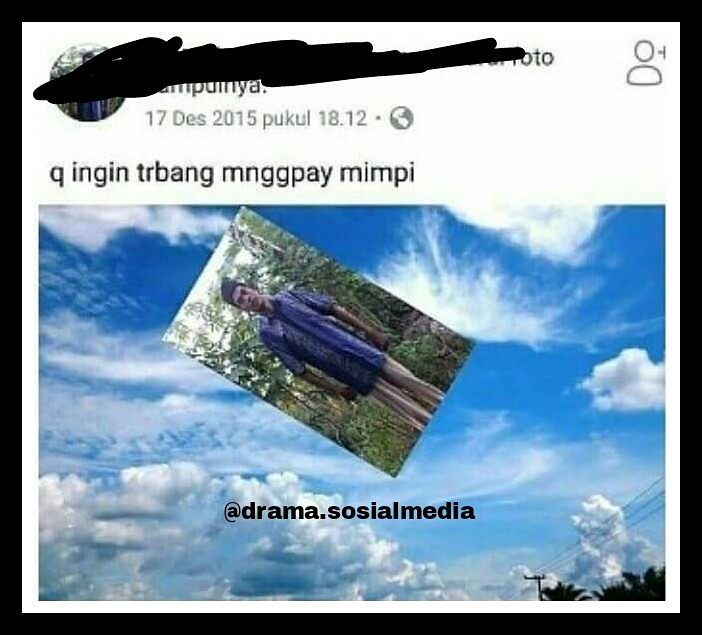 17 Des 2015 pukul 18.12
q ingin trbang mnggpay mimpi
@drama.sosialmedia